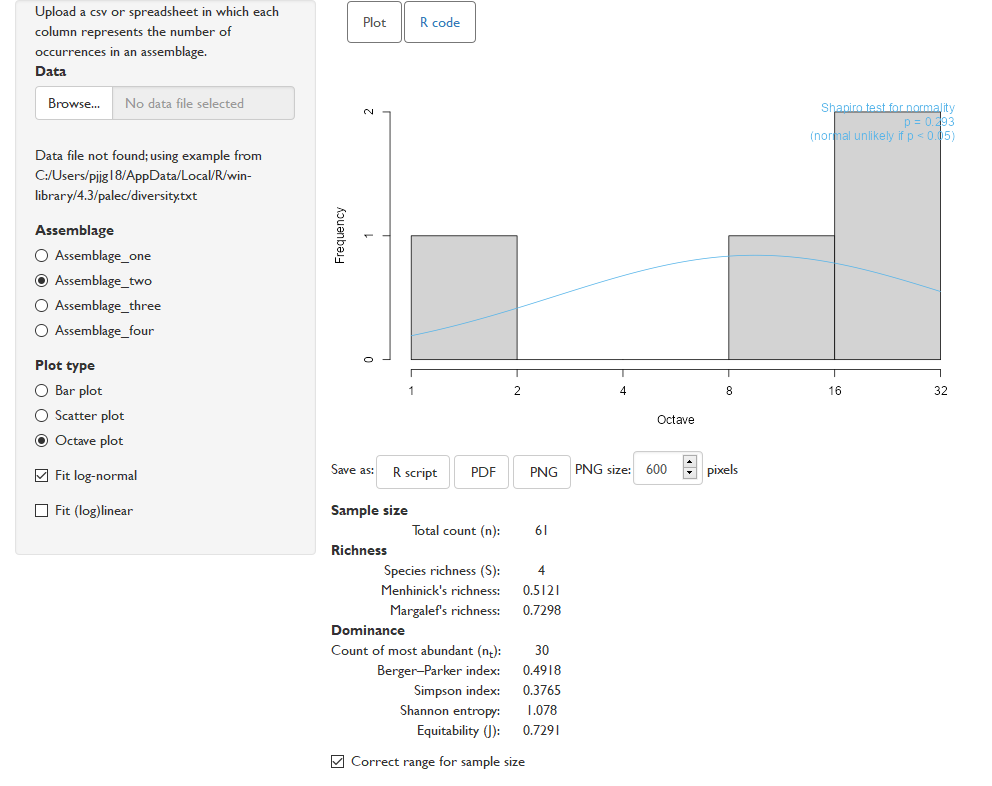 Upload a csv or spreadsheet in which each
column represents the number of
occurrences in an assemblage.
Data
Browse... No data file selected
Data file not found; using example from
C:/Users/pjjg18/AppData/Local/R/win-
library/4.3/palec/diversity.txt
Assemblage
Assemblage_one
Assemblage_two
Assemblage_three
Assemblage_four
Plot type
Bar plot
Scatter plot
Octave plot
Fit log-normal
Fit (log)linear
Plot R code
Shapiro test for normality
p = 0.293
(normal unlikely if p < 0.05)
2
1
0
Frequency
1 2 4 8 16 32
Octave
Save as: R script PDF PNG PNG size: 600 pixels
Sample size
Total count (n): 61
Richness
Species richness (S): 4
Menhinick's richness: 0.5121
Margalef's richness: 0.7298
Dominance
Count of most abundant (nt): 30
Berger–Parker index: 0.4918
Simpson index: 0.3765
Shannon entropy: 1.078
Equitability (J): 0.7291
Correct range for sample size